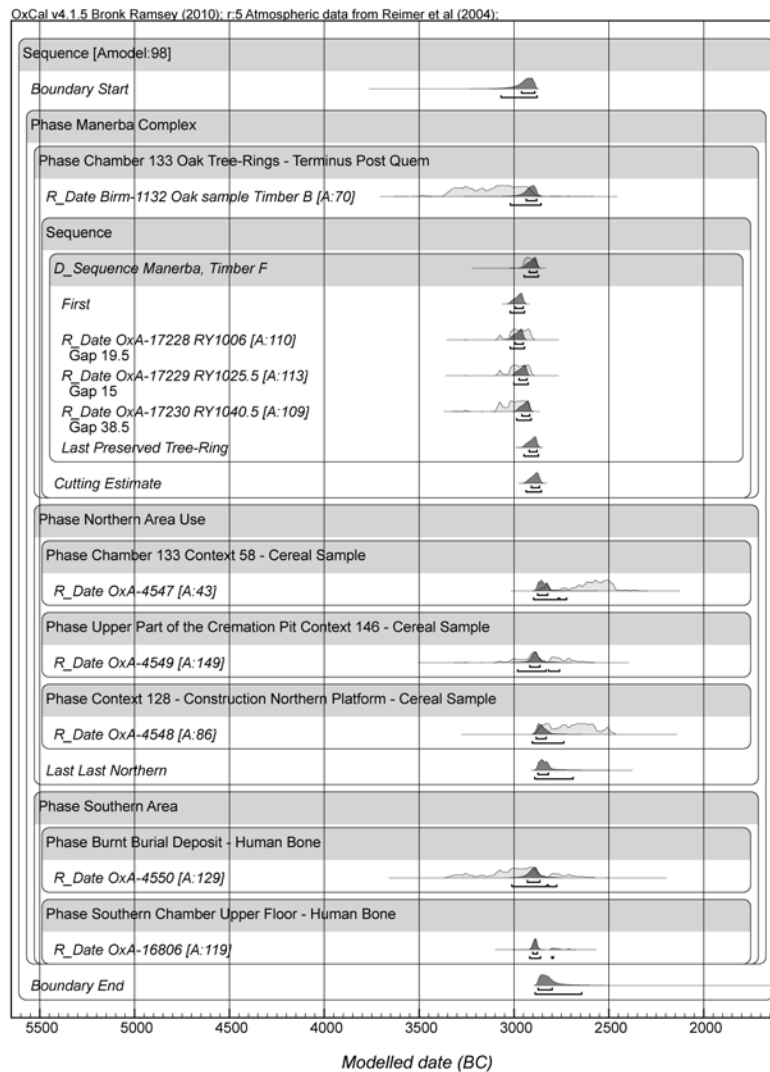 OxCal v4.1.5 Bronk Ramsey (2010); r:5 Atmospheric data from Reimer et al (2004);
Sequence [Amodel:98]
Boundary Start
Phase Manerba Complex
Phase Chamber 133 Oak Tree-Rings - Terminus Post Quem
R_Date Birm-1132 Oak sample Timber B [A:70]
Sequence
D_Sequence Manerba, Timber F
First
R_Date OxA-17228 RY1006 [A:110]
Gap 19.5
R_Date OxA-17229 RY1025.5 [A:113]
Gap 15
R_Date OxA-17230 RY1040.5 [A:109]
Gap 38.5
Last Preserved Tree-Ring
Cutting Estimate
Phase Northern Area Use
Phase Chamber 133 Context 58 - Cereal Sample
R_Date OxA-4547 [A:43]
Phase Upper Part of the Cremation Pit Context 146 - Cereal Sample
R_Date OxA-4549 [A:149]
Phase Context 128 - Construction Northern Platform - Cereal Sample
R_Date OxA-4548 [A:86]
Last Last Northern
Phase Southern Area
Phase Burnt Burial Deposit - Human Bone
R_Date OxA-4550 [A:129]
Phase Southern Chamber Upper Floor - Human Bone
R_Date OxA-16806 [A:119]
Boundary End
5500 5000 4500 4000 3500 3000 2500 2000
Modelled date (BC)